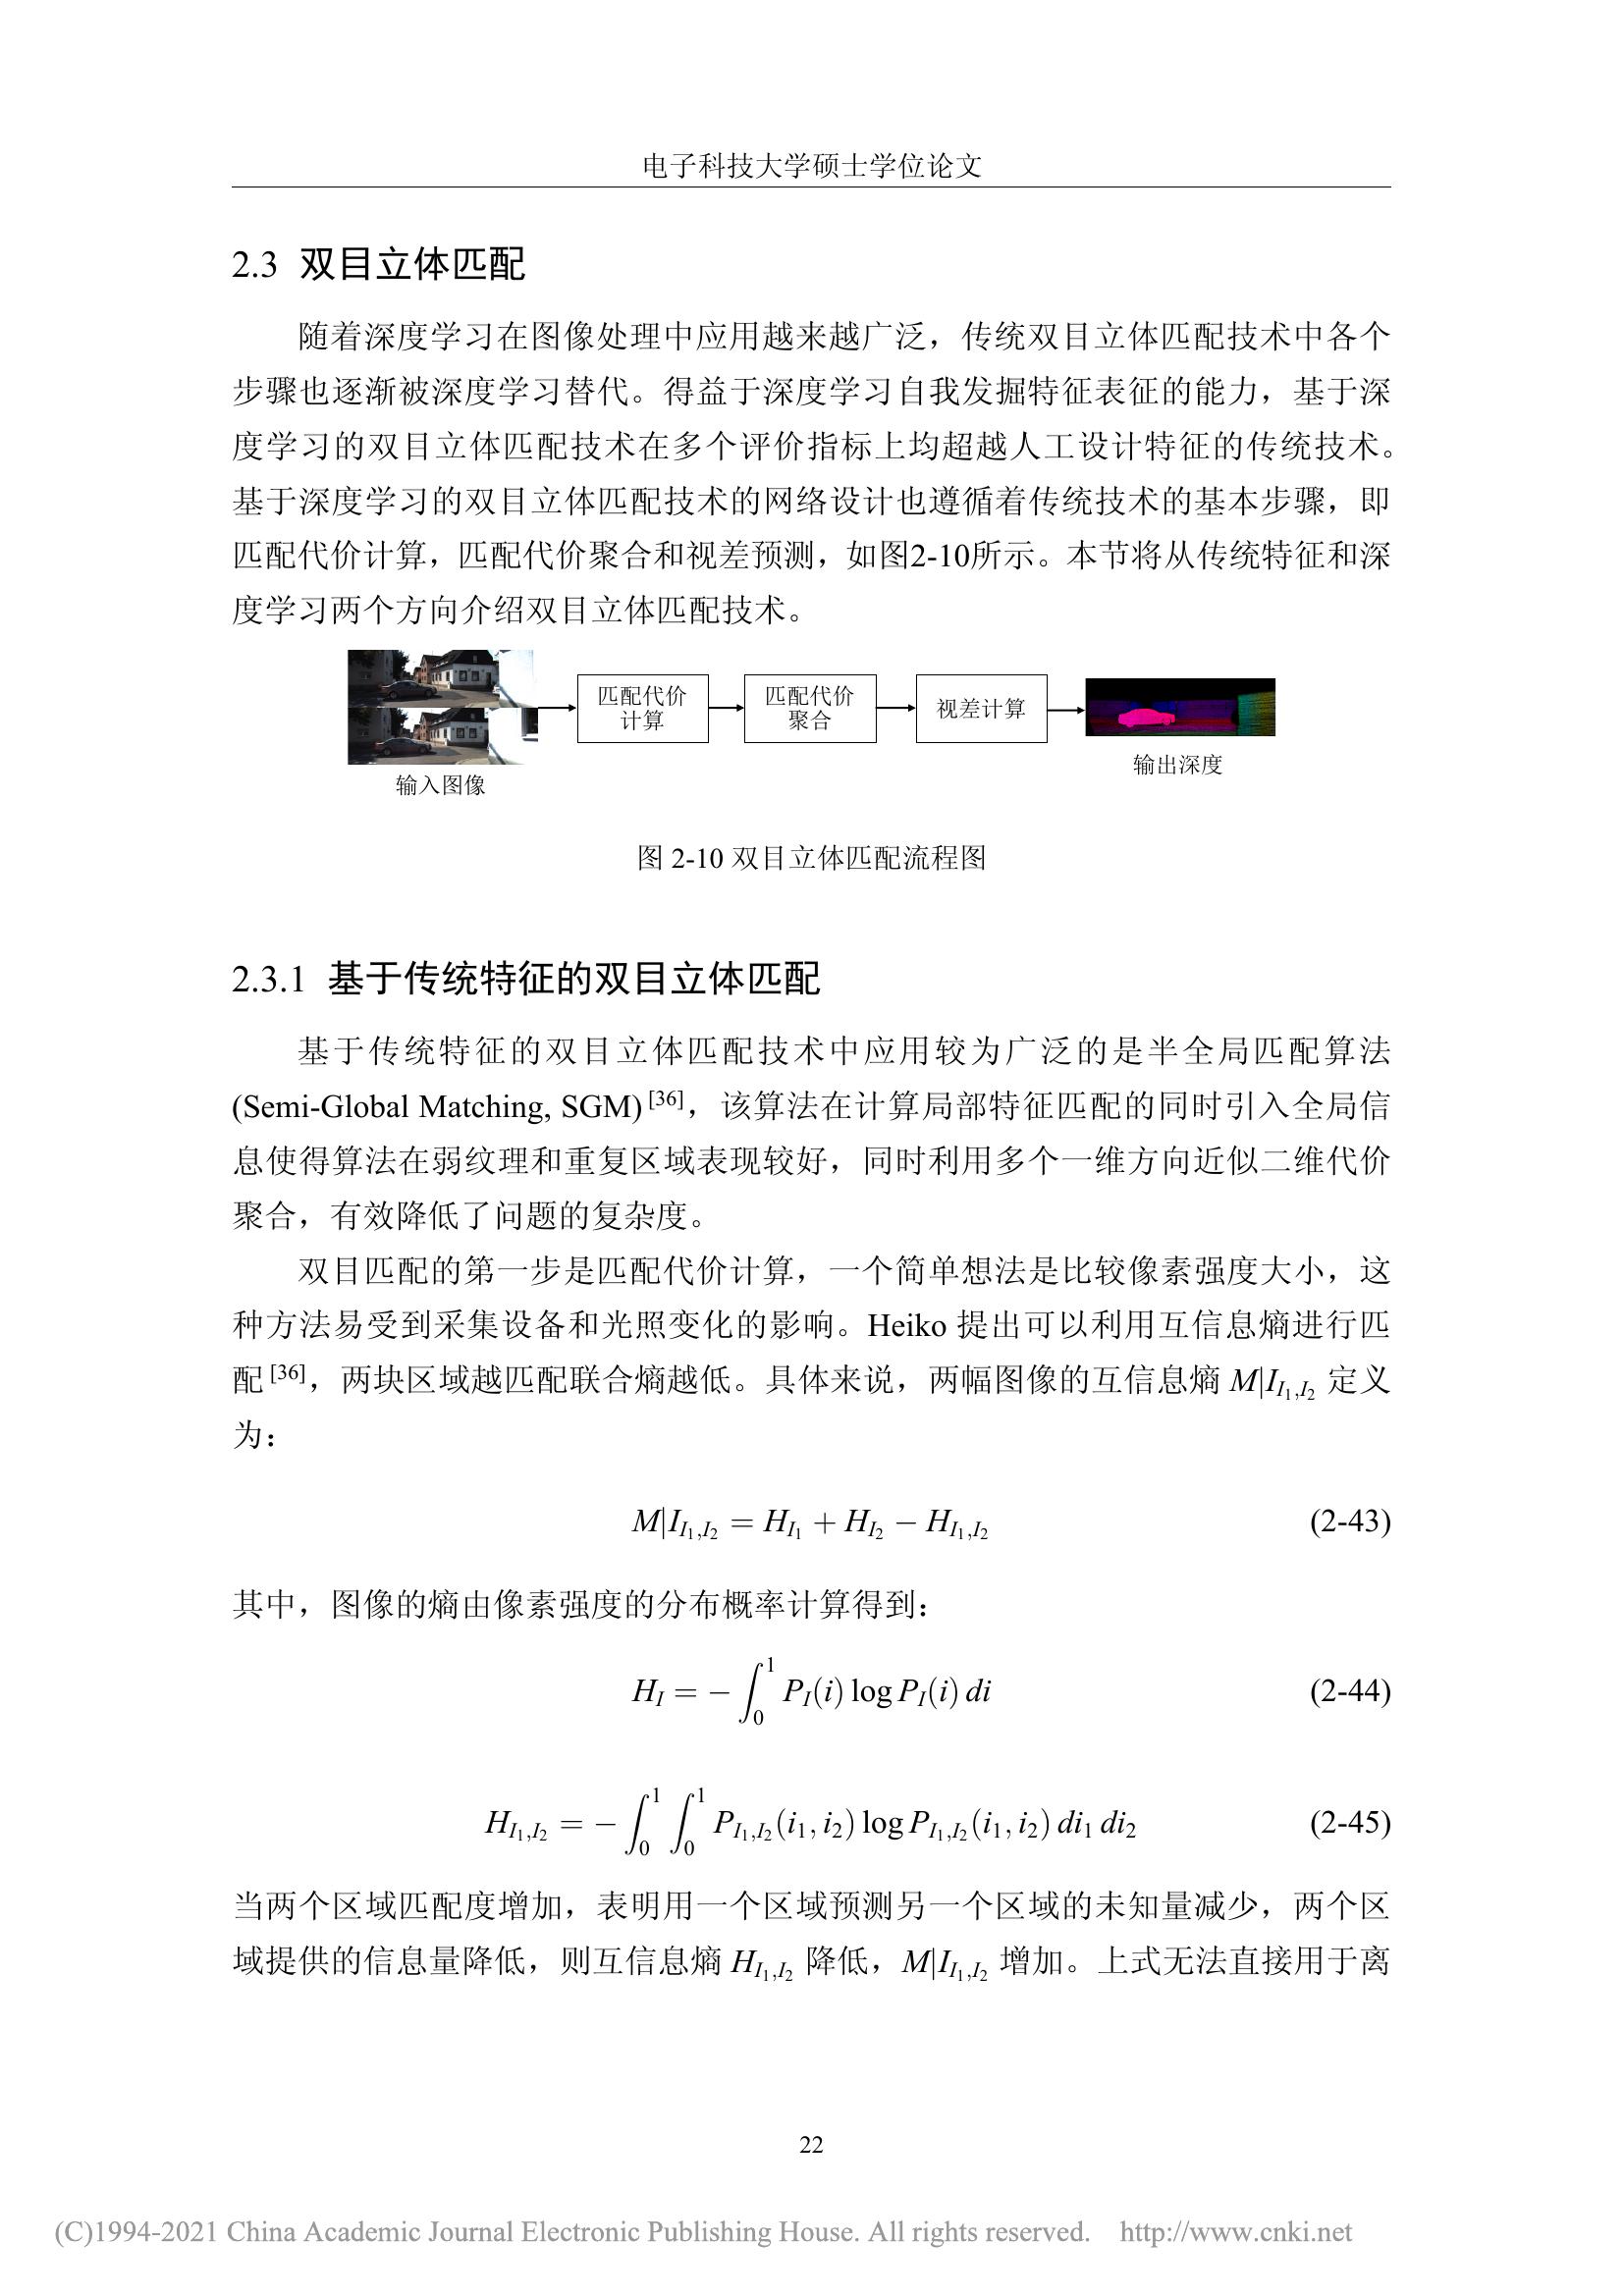 电子科技大学硕士学位论文
2.3 双目立体匹配
随着深度学习在图像处理中应用越来越广泛，传统双目立体匹配技术中各个
步骤也逐渐被深度学习替代。得益于深度学习自我发掘特征表征的能力，基于深
度学习的双目立体匹配技术在多个评价指标上均超越人工设计特征的传统技术。
基于深度学习的双目立体匹配技术的网络设计也遵循着传统技术的基本步骤，即
匹配代价计算，匹配代价聚合和视差预测，如图2-10所示。本节将从传统特征和深
度学习两个方向介绍双目立体匹配技术。
匹配代价
计算
匹配代价
聚合
视差计算
输入图像
输出深度
图 2-10 双目立体匹配流程图
2.3.1 基于传统特征的双目立体匹配
基于传统特征的双目立体匹配技术中应用较为广泛的是半全局匹配算法
(Semi-Global Matching, SGM) [36]，该算法在计算局部特征匹配的同时引入全局信
息使得算法在弱纹理和重复区域表现较好，同时利用多个一维方向近似二维代价
聚合，有效降低了问题的复杂度。
双目匹配的第一步是匹配代价计算，一个简单想法是比较像素强度大小，这
种方法易受到采集设备和光照变化的影响。Heiko 提出可以利用互信息熵进行匹
配 [36]，两块区域越匹配联合熵越低。具体来说，两幅图像的互信息熵 $M|I_{I_1,I_2}$ 定义
为：
$M|I_{I_1,I_2} = H_{I_1} + H_{I_2} - H_{I_1,I_2}$ (2-43)
其中，图像的熵由像素强度的分布概率计算得到：
$H_I = -\int_0^1 P_I(i) \log P_I(i) \, di$ (2-44)
$H_{I_1,I_2} = -\int_0^1 \int_0^1 P_{I_1,I_2}(i_1, i_2) \log P_{I_1,I_2}(i_1, i_2) \, di_1 \, di_2$ (2-45)
当两个区域匹配度增加，表明用一个区域预测另一个区域的未知量减少，两个区
域提供的信息量降低，则互信息熵 $H_{I_1,I_2}$ 降低，$M|I_{I_1,I_2}$ 增加。上式无法直接用于离
22
(C)1994-2021 China Academic Journal Electronic Publishing House. All rights reserved. http://www.cnki.net